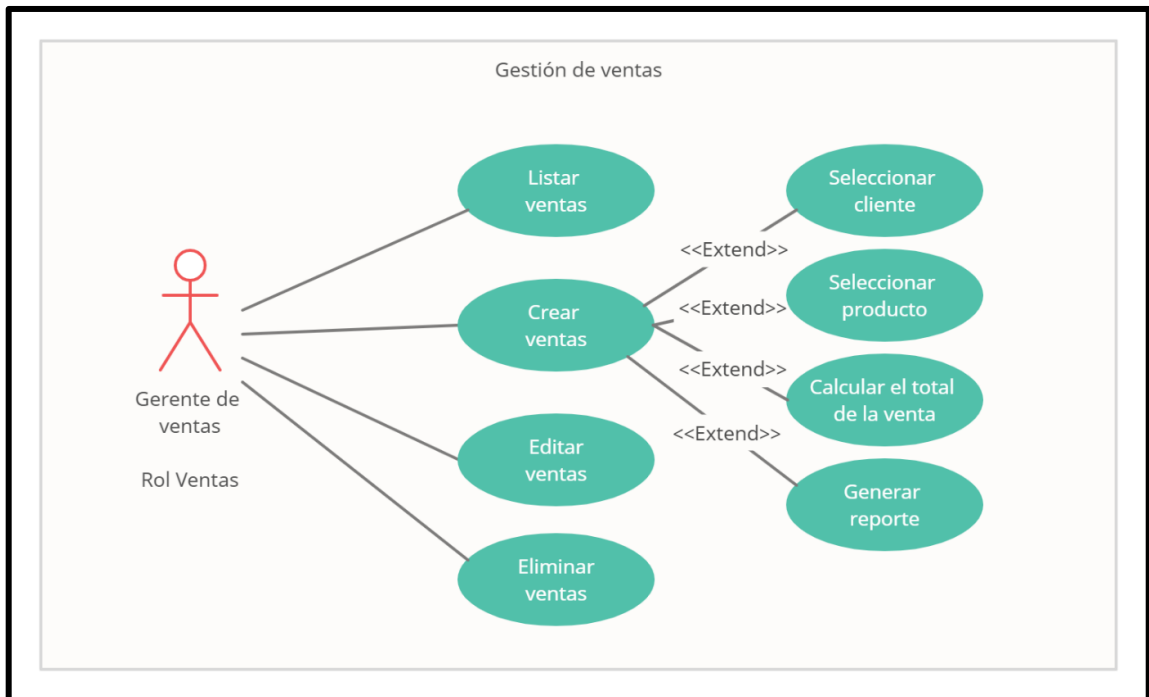 Gestión de ventas
Listar
ventas
Seleccionar
cliente
<<Extend>>
Seleccionar
producto
<<Extend>>
Crear
ventas
<<Extend>>
Calcular el total
de la venta
Gerente de
ventas
<<Extend>>
Editar
ventas
Rol Ventas
Generar
reporte
Eliminar
ventas